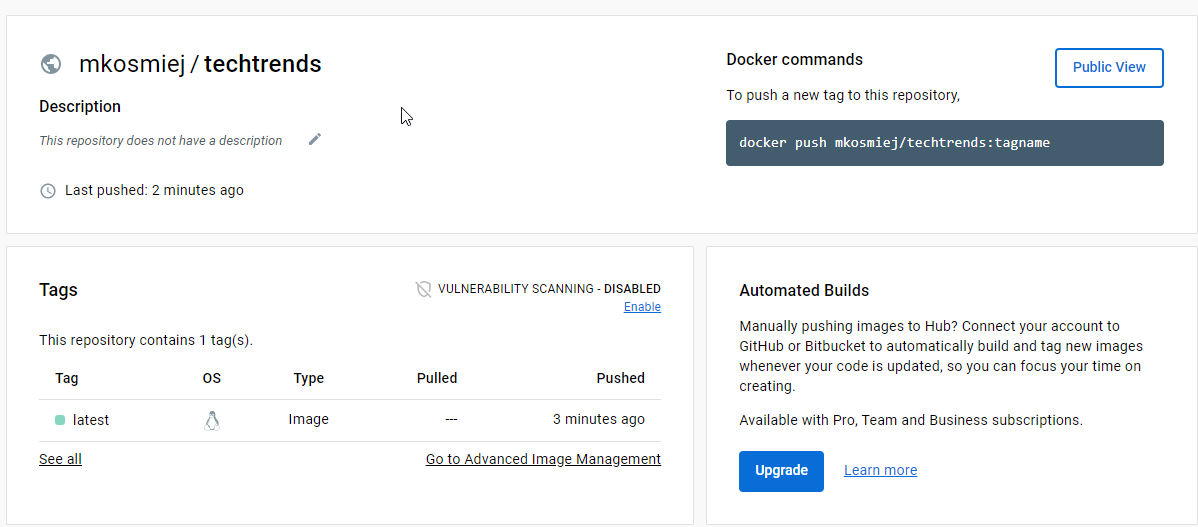 mkosmiej / techtrends
Description
This repository does not have a description
Last pushed: 2 minutes ago
Docker commands
Public View
To push a new tag to this repository,
docker push mkosmiej/techtrends:tagname
Tags
VULNERABILITY SCANNING - DISABLED
Enable
This repository contains 1 tag(s).
Tag OS Type Pulled Pushed
latest Image --- 3 minutes ago
See all Go to Advanced Image Management
Automated Builds
Manually pushing images to Hub? Connect your account to
GitHub or Bitbucket to automatically build and tag new images
whenever your code is updated, so you can focus your time on
creating.
Available with Pro, Team and Business subscriptions.
Upgrade Learn more